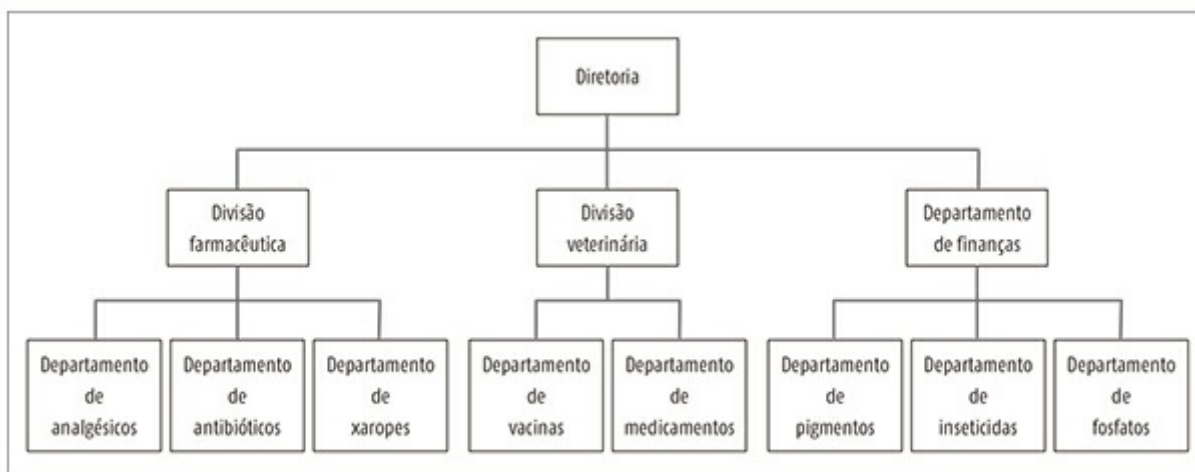 Diretoria
Divisão
farmacêutica
Divisão
veterinária
Departamento
de finanças
Departamento
de
analgésicos
Departamento
de
antibióticos
Departamento
de
xaropes
Departamento
de
vacinas
Departamento
de
medicamentos
Departamento
de
pigmentos
Departamento
de
inseticidas
Departamento
de
fosfatos